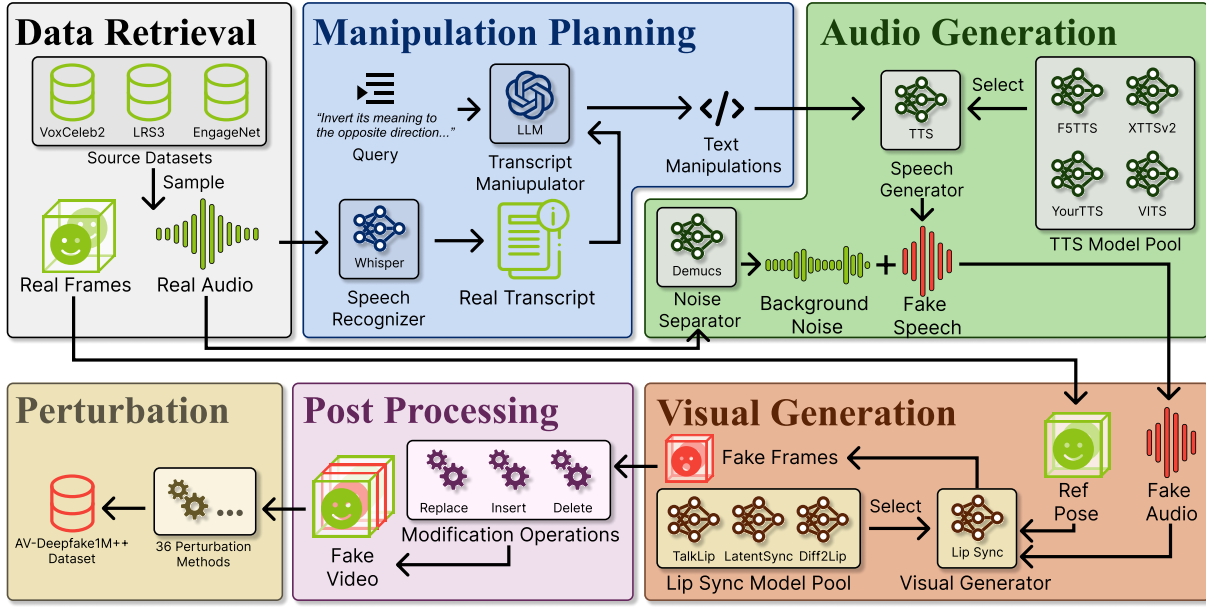 Data Retrieval
VoxCeleb2
LRS3
EngageNet
Source Datasets
Sample
Real Frames
Real Audio
Manipulation Planning
“Invert its meaning to
the opposite direction...”
Query
LLM
Transcript
Maniupulator
Text
Manipulations
Whisper
Speech
Recognizer
Real Transcript
Audio Generation
TTS
Speech
Generator
Select
F5TTS
XTTSv2
YourTTS
VITS
TTS Model Pool
Demucs
Noise
Separator
Background
Noise
Fake
Speech
Perturbation
AV-Deepfake1M++
Dataset
...
36 Perturbation
Methods
Post Processing
Fake
Video
Replace
Insert
Delete
Modification Operations
Visual Generation
Fake Frames
TalkLip
LatentSync
Diff2Lip
Lip Sync Model Pool
Select
Lip Sync
Visual Generator
Ref
Pose
Fake
Audio